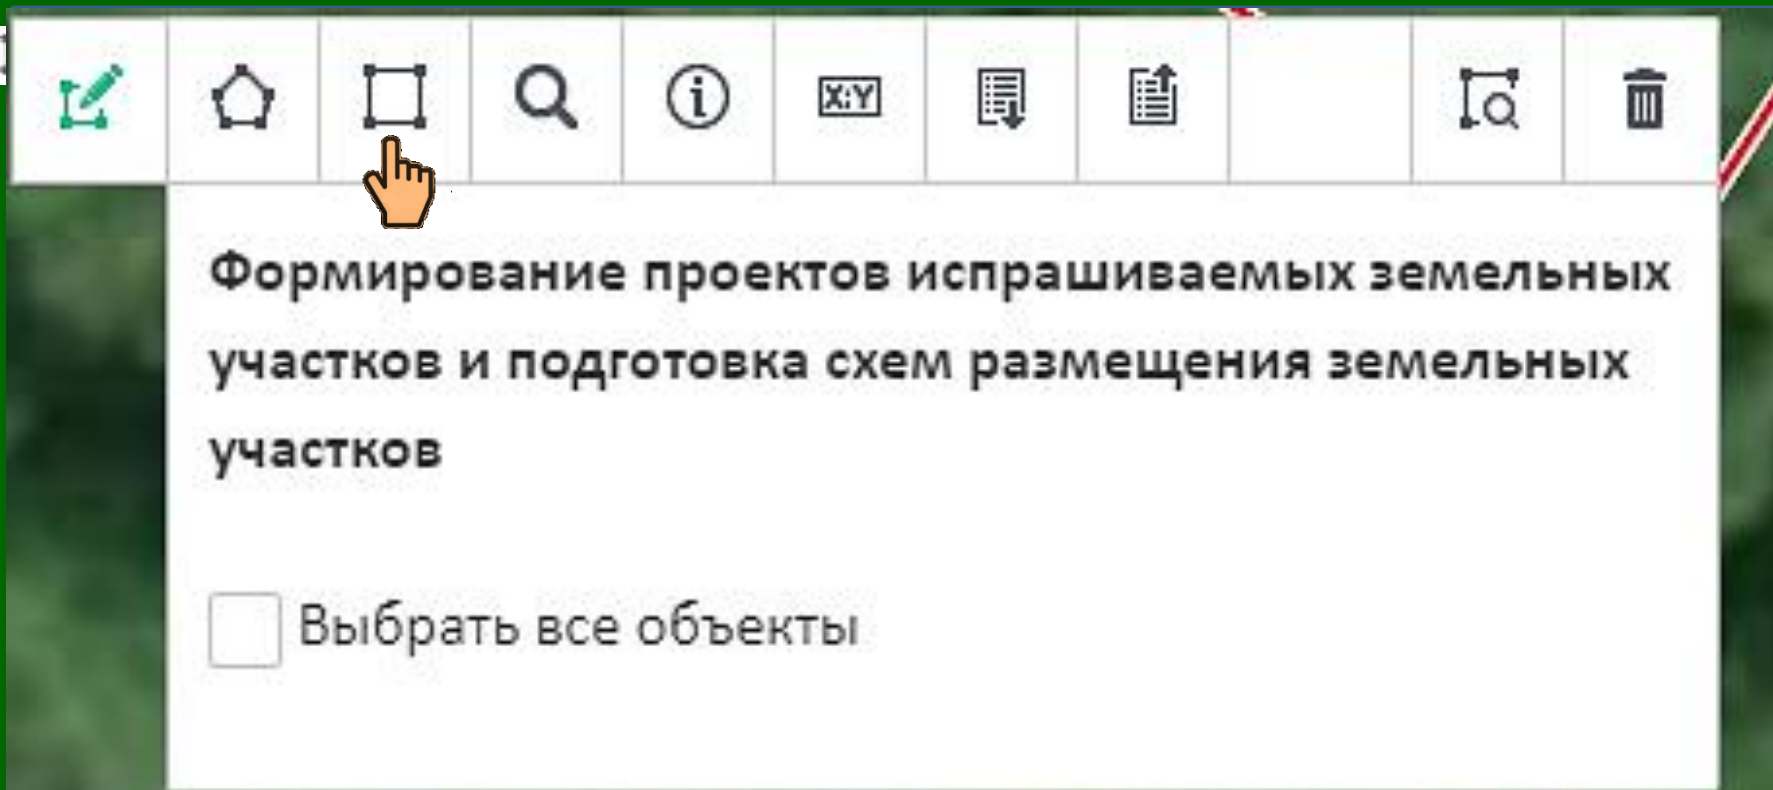 X:Y
Формирование проектов испрашиваемых земельных
участков и подготовка схем размещения земельных
участков
Выбрать все объекты